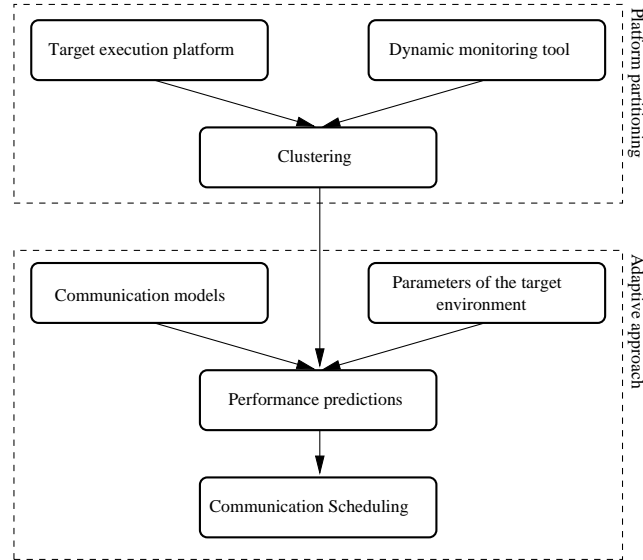 Target execution platform
Dynamic monitoring tool
Clustering
Platform partitioning
Communication models
Parameters of the target
environment
Performance predictions
Communication Scheduling
Adaptive approach